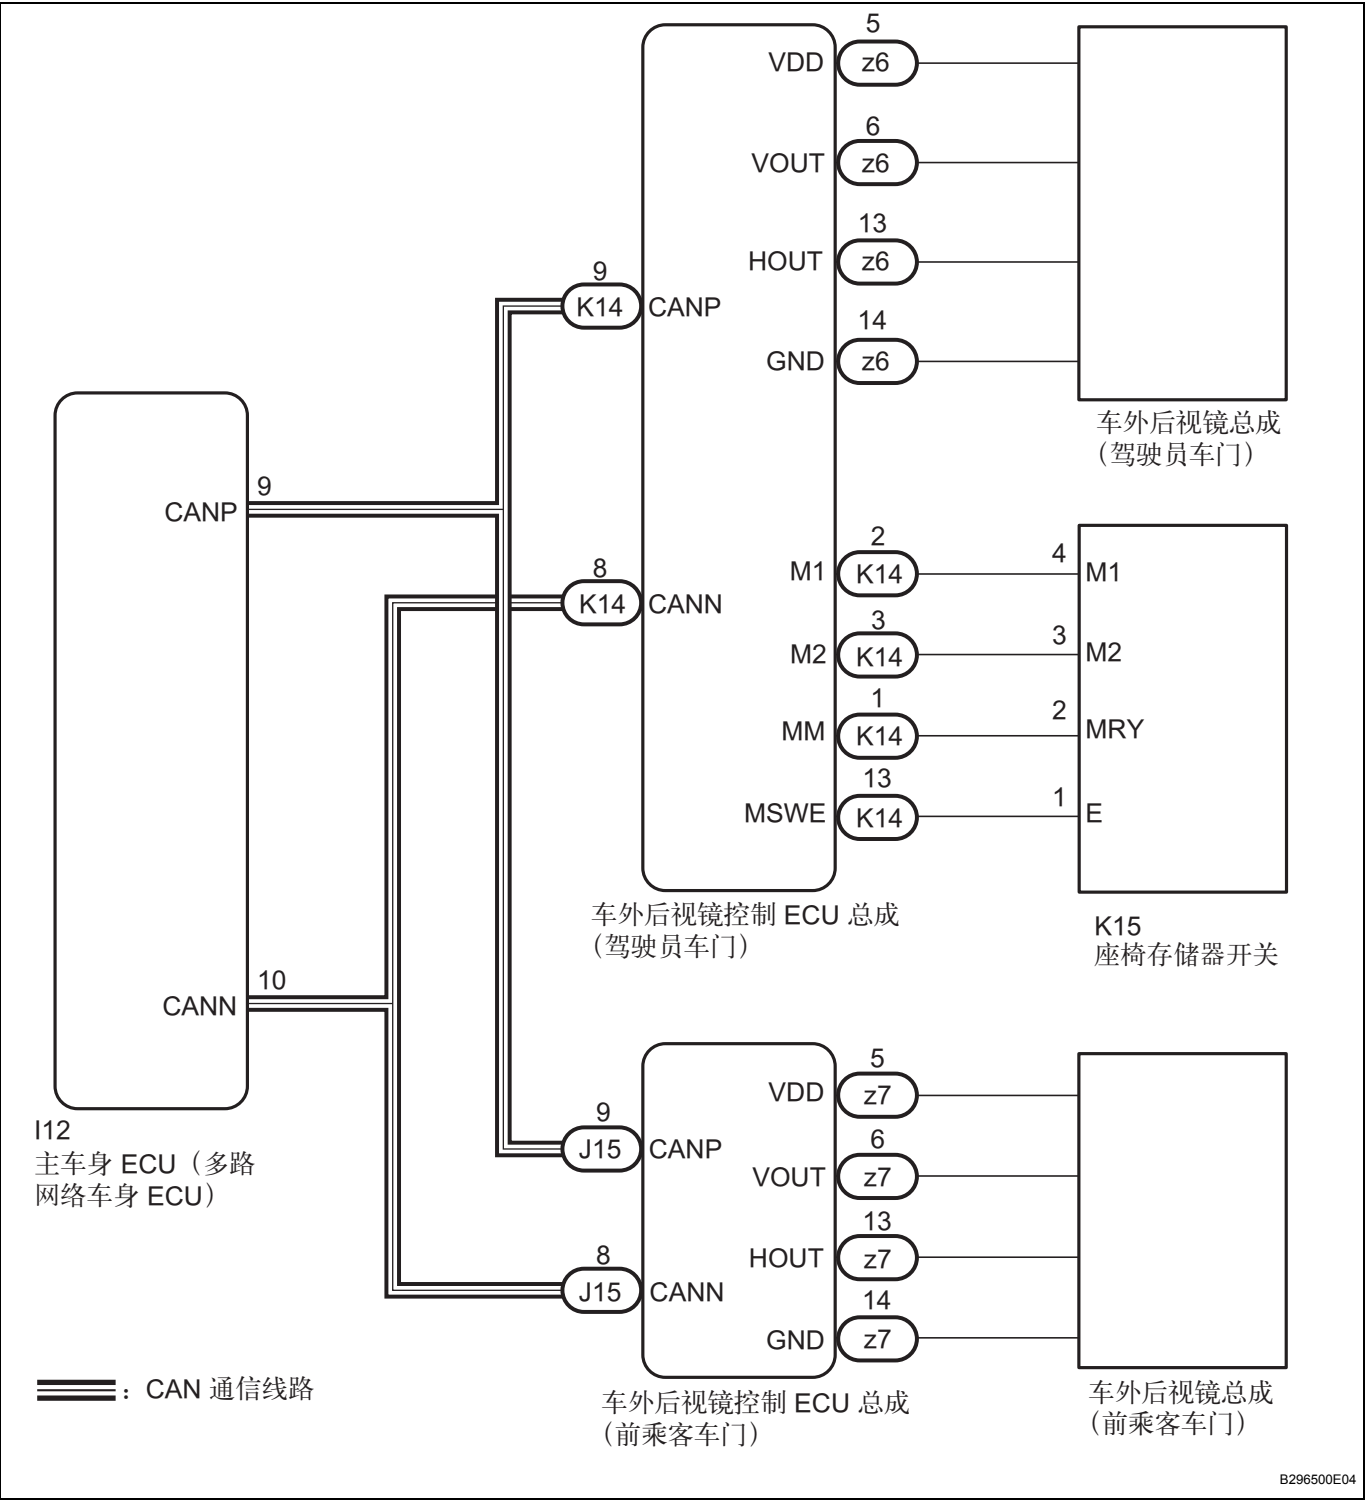 5
VDD
z6
6
VOUT
z6
13
HOUT
z6
14
GND
z6
车外后视镜总成
（驾驶员车门）
9
K14
CANP
8
K14
CANN
2
M1
K14
4
M1
3
M2
K14
3
M2
1
MM
K14
2
MRY
13
MSWE
K14
1
E
车外后视镜控制 ECU 总成
（驾驶员车门）
K15
座椅存储器开关
9
CANP
10
CANN
I12
主车身 ECU（多路
网络车身 ECU）
9
J15
CANP
8
J15
CANN
5
VDD
z7
6
VOUT
z7
13
HOUT
z7
14
GND
z7
车外后视镜控制 ECU 总成
（前乘客车门）
车外后视镜总成
（前乘客车门）
：CAN 通信线路
B296500E04